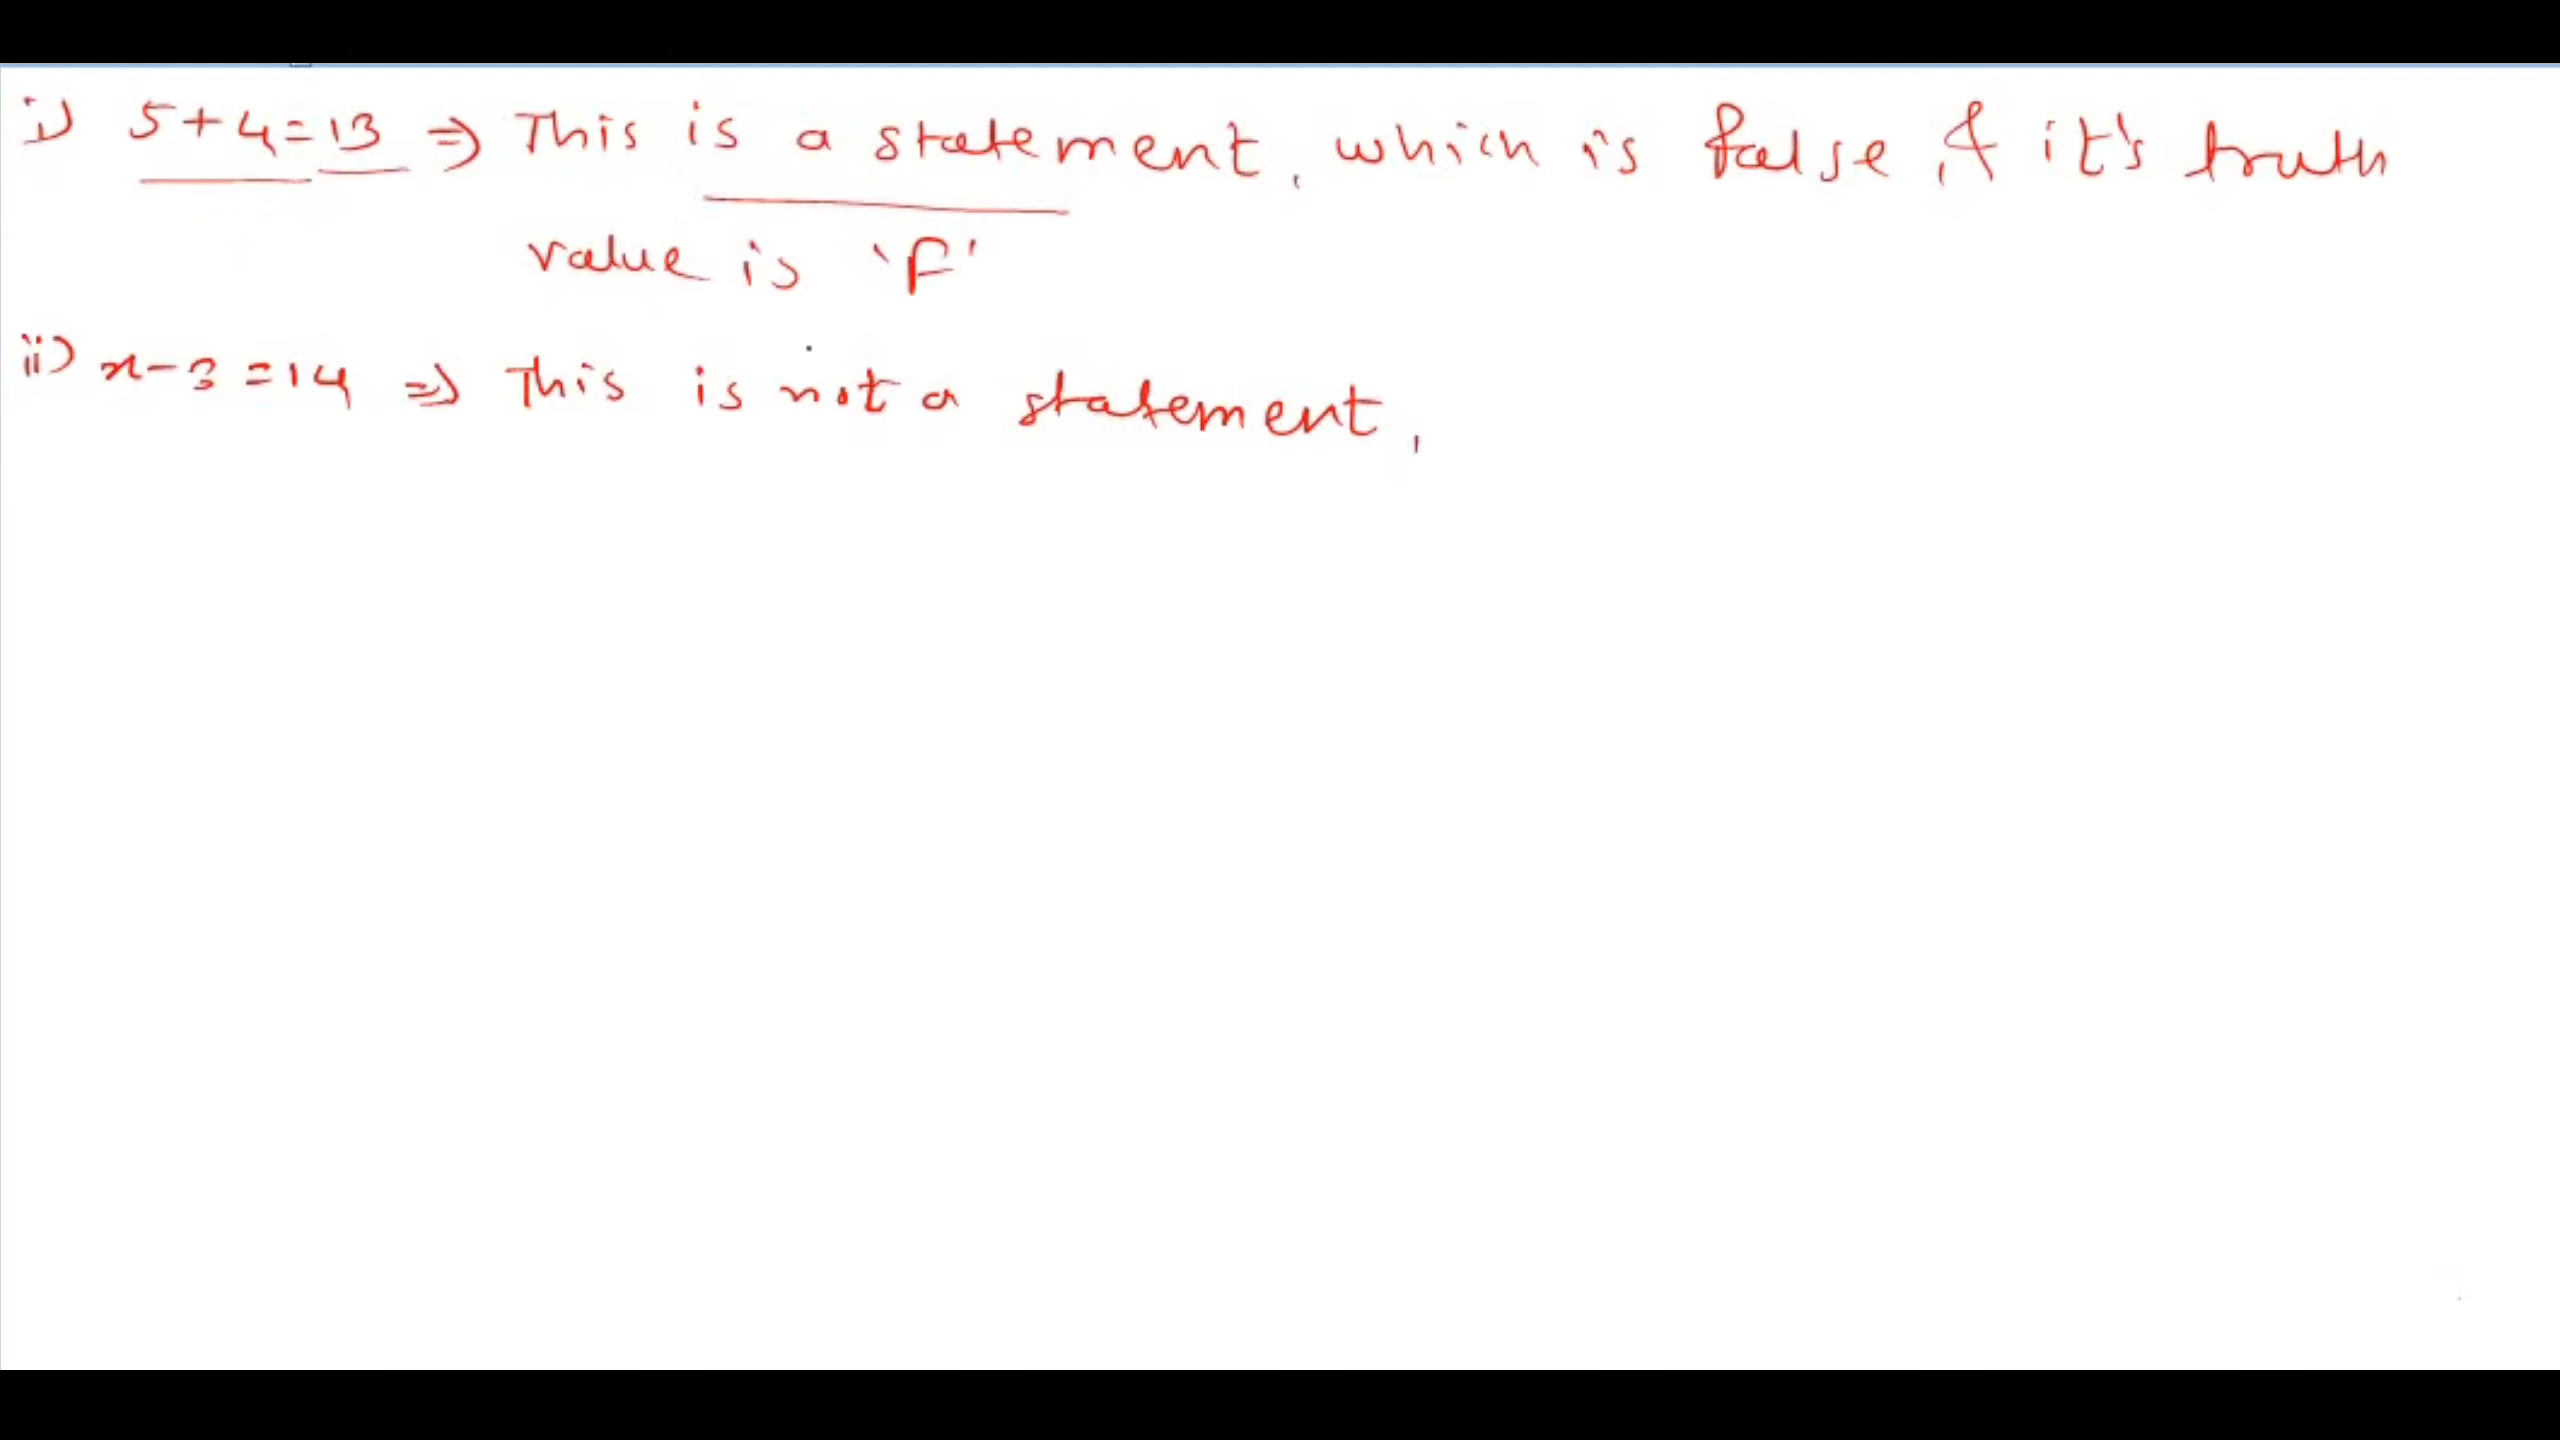 i) 5+4=13 ⇒ This is a statement, which is false, & it's truth
value is 'F'
ii) x-3=14 ⇒ This is not a statement,